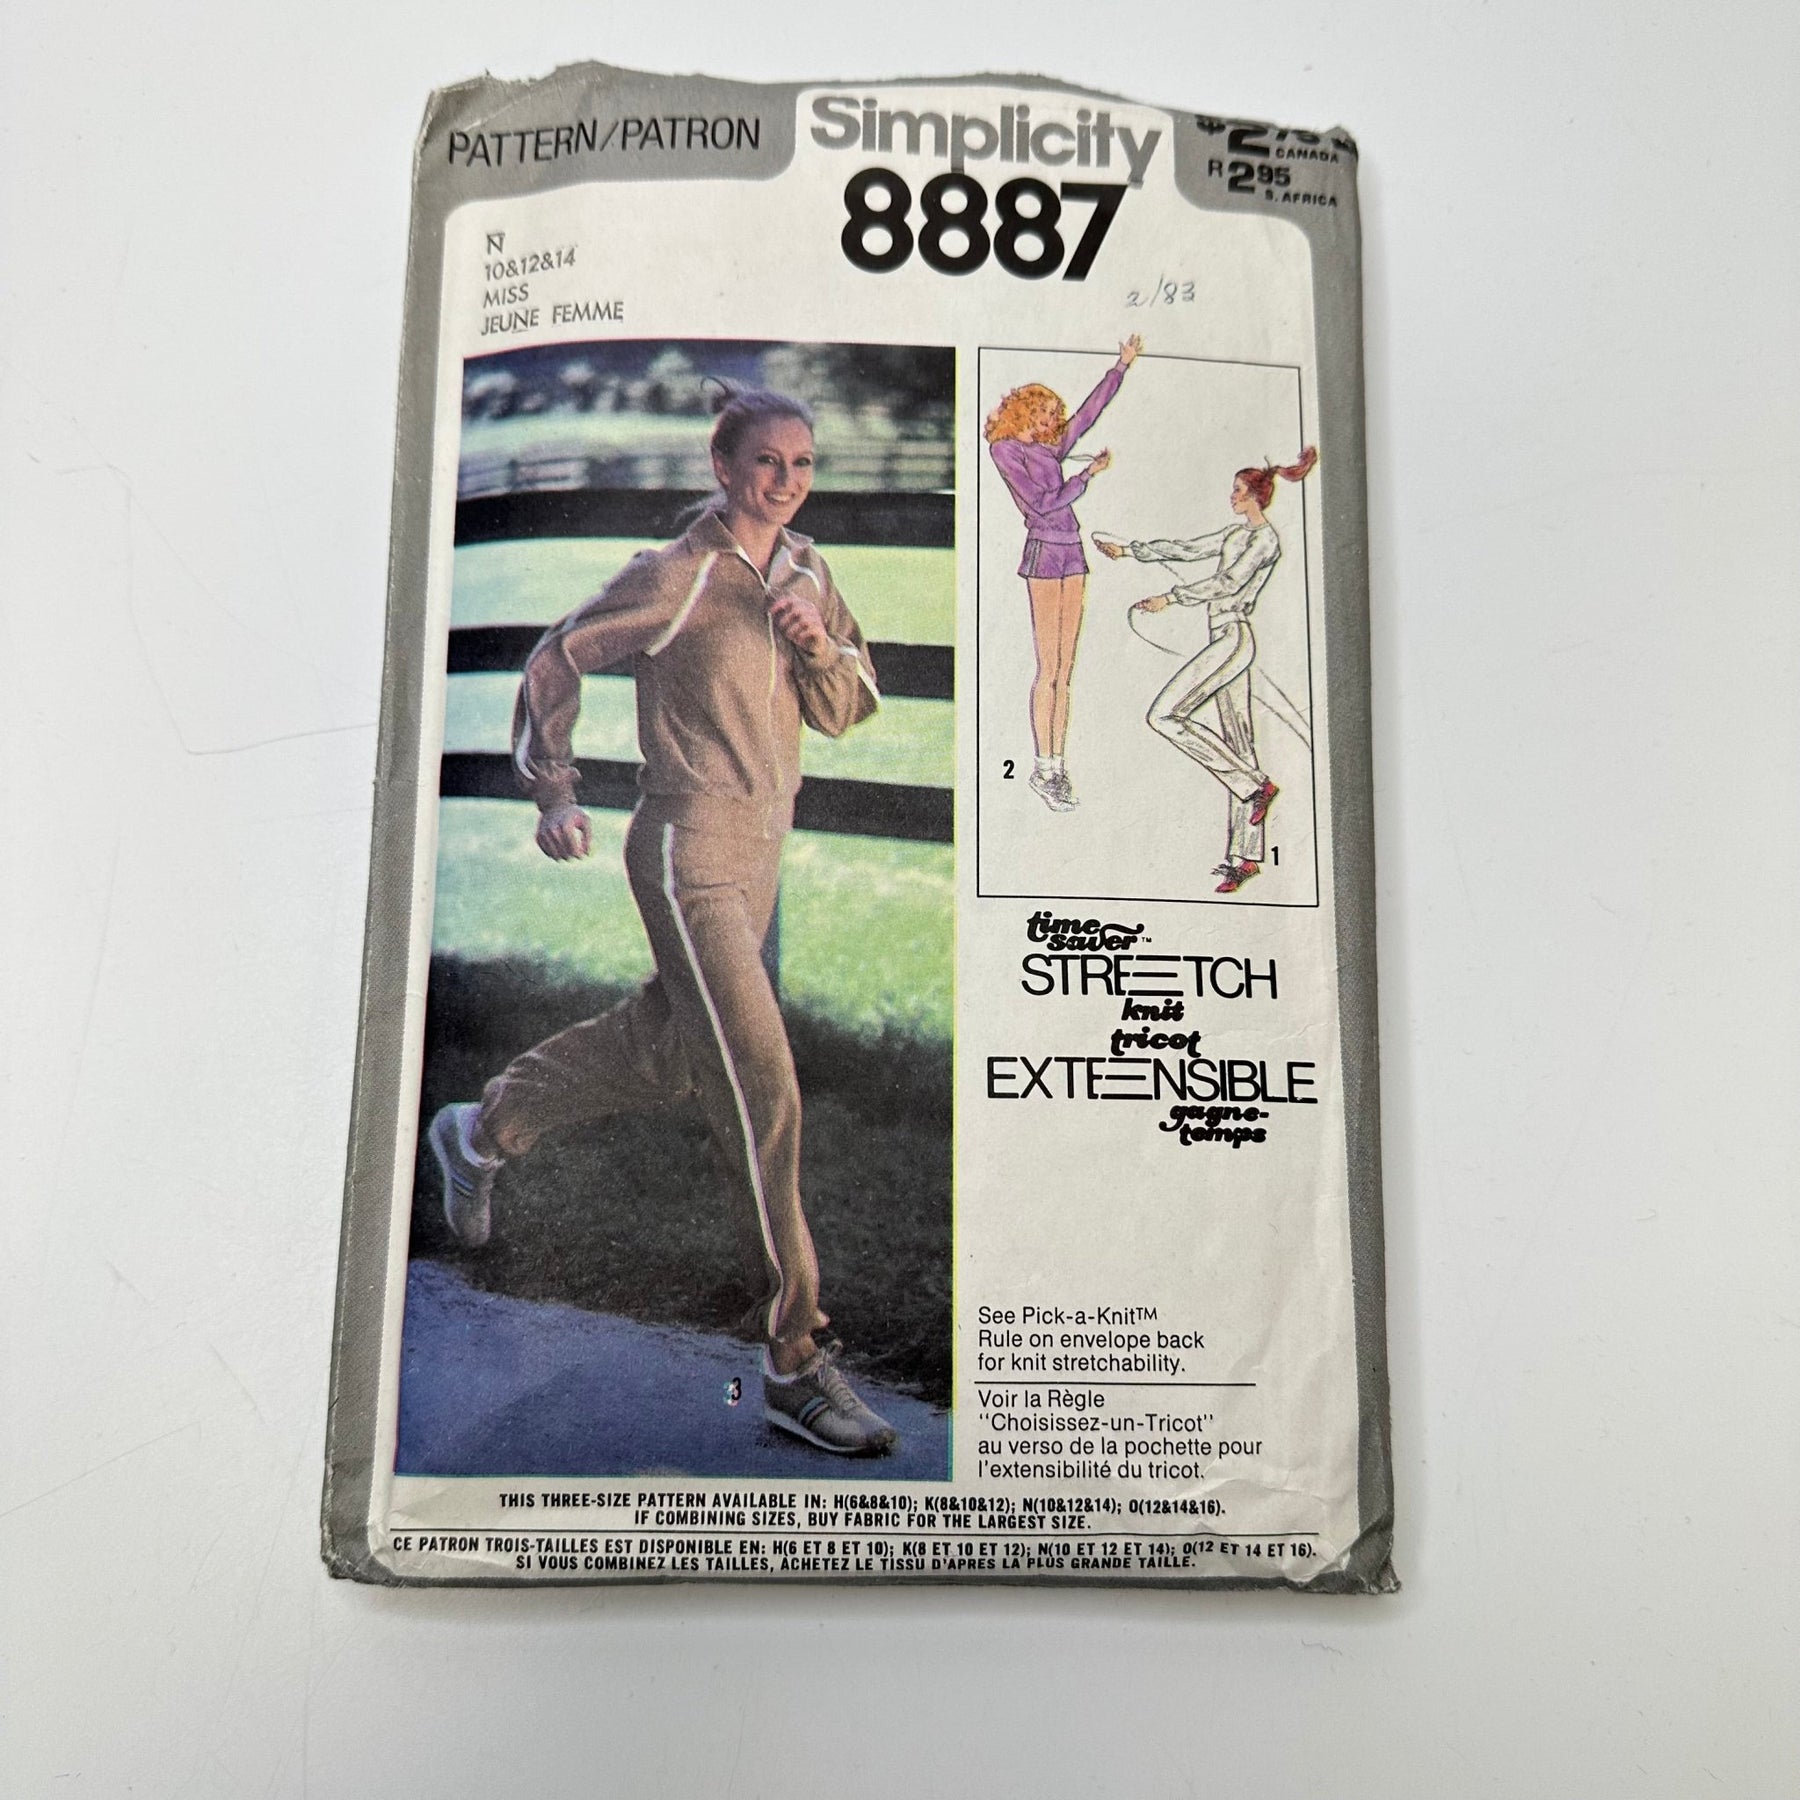 PATTERN/PATRON
Simplicity
8887
CANADA
R 2 95
S. AFRICA
N
10&12&14
MISS
JEUNE FEMME
2/83
2
1
3
time
saver™
STRETCH
knit
tricot
EXTENSIBLE
gagne-
temps
See Pick-a-Knit™
Rule on envelope back
for knit stretchability.
Voir la Règle
"Choisissez-un-Tricot"
au verso de la pochette pour
l'extensibilité du tricot.
THIS THREE-SIZE PATTERN AVAILABLE IN: H(6&8&10); K(8&10&12); N(10&12&14); O(12&14&16).
IF COMBINING SIZES, BUY FABRIC FOR THE LARGEST SIZE.
CE PATRON TROIS-TAILLES EST DISPONIBLE EN: H(6 ET 8 ET 10); K(8 ET 10 ET 12); N(10 ET 12 ET 14); O(12 ET 14 ET 16).
SI VOUS COMBINEZ LES TAILLES, ACHETEZ LE TISSU D'APRES LA PLUS GRANDE TAILLE.